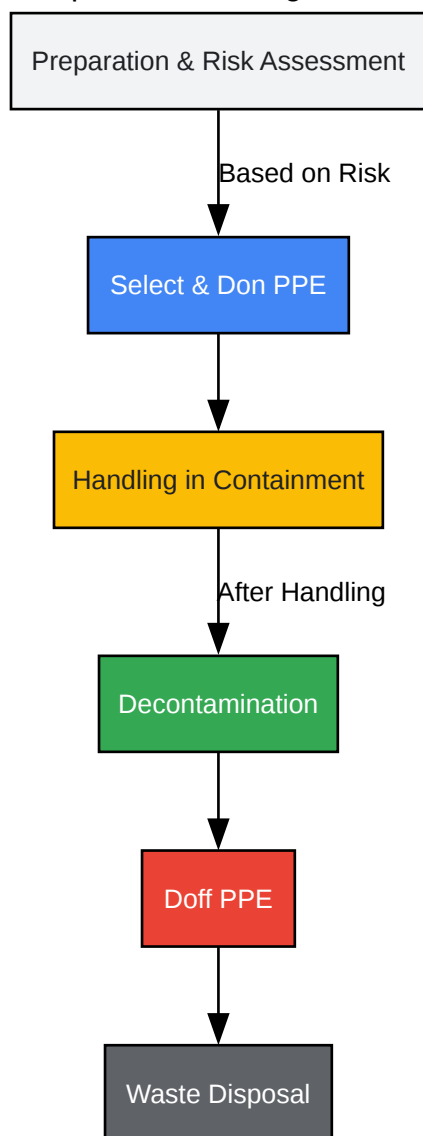 Preparation & Risk Assessment
Based on Risk
Select & Don PPE
Handling in Containment
After Handling
Decontamination
Doff PPE
Waste Disposal